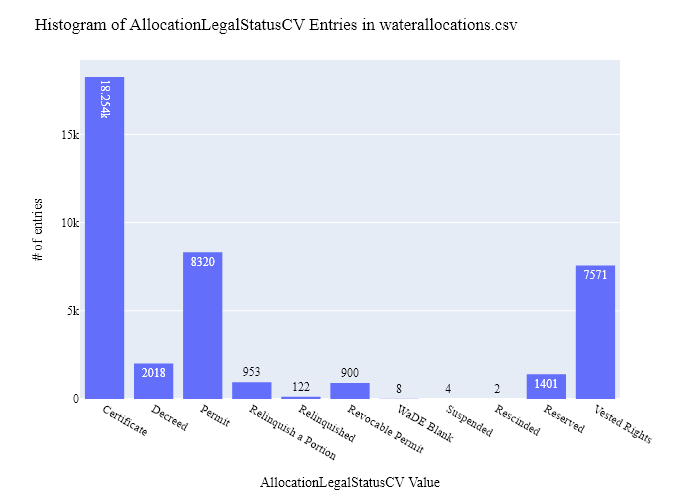 Histogram of AllocationLegalStatusCV Entries in waterallocations.csv
# of entries
15k
10k
5k
0
18.254k
2018
8320
953
122
900
8
4
2
1401
7571
Certificate
Decreed
Permit
Relinquish a Portion
Relinquished
Revocable Permit
WaDE Blank
Suspended
Rescinded
Reserved
Vested Rights
AllocationLegalStatusCV Value